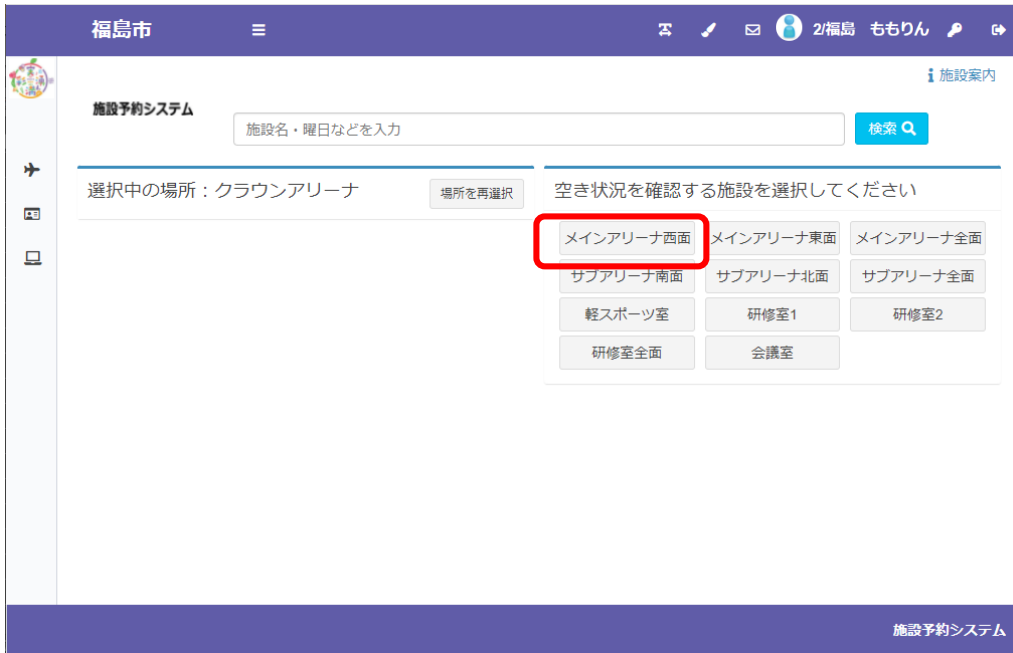 福島市
2/福島 ももりん
施設案内
施設予約システム
施設名・曜日などを入力
検索
選択中の場所：クラウンアリーナ
場所を再選択
空き状況を確認する施設を選択してください
メインアリーナ西面 メインアリーナ東面 メインアリーナ全面
サブアリーナ南面 サブアリーナ北面 サブアリーナ全面
軽スポーツ室 研修室1 研修室2
研修室全面 会議室
施設予約システム